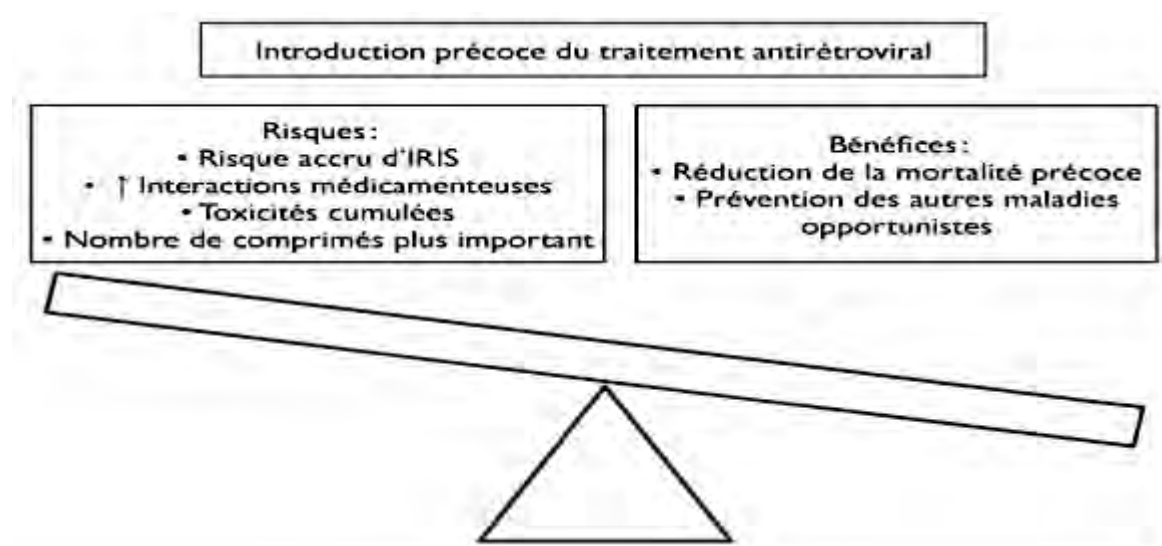 Introduction précoce du traitement antirétroviral
Risques :
• Risque accru d'IRIS
• ↑ Interactions médicamenteuses
• Toxicités cumulées
• Nombre de comprimés plus important
Bénéfices :
• Réduction de la mortalité précoce
• Prévention des autres maladies
opportunistes